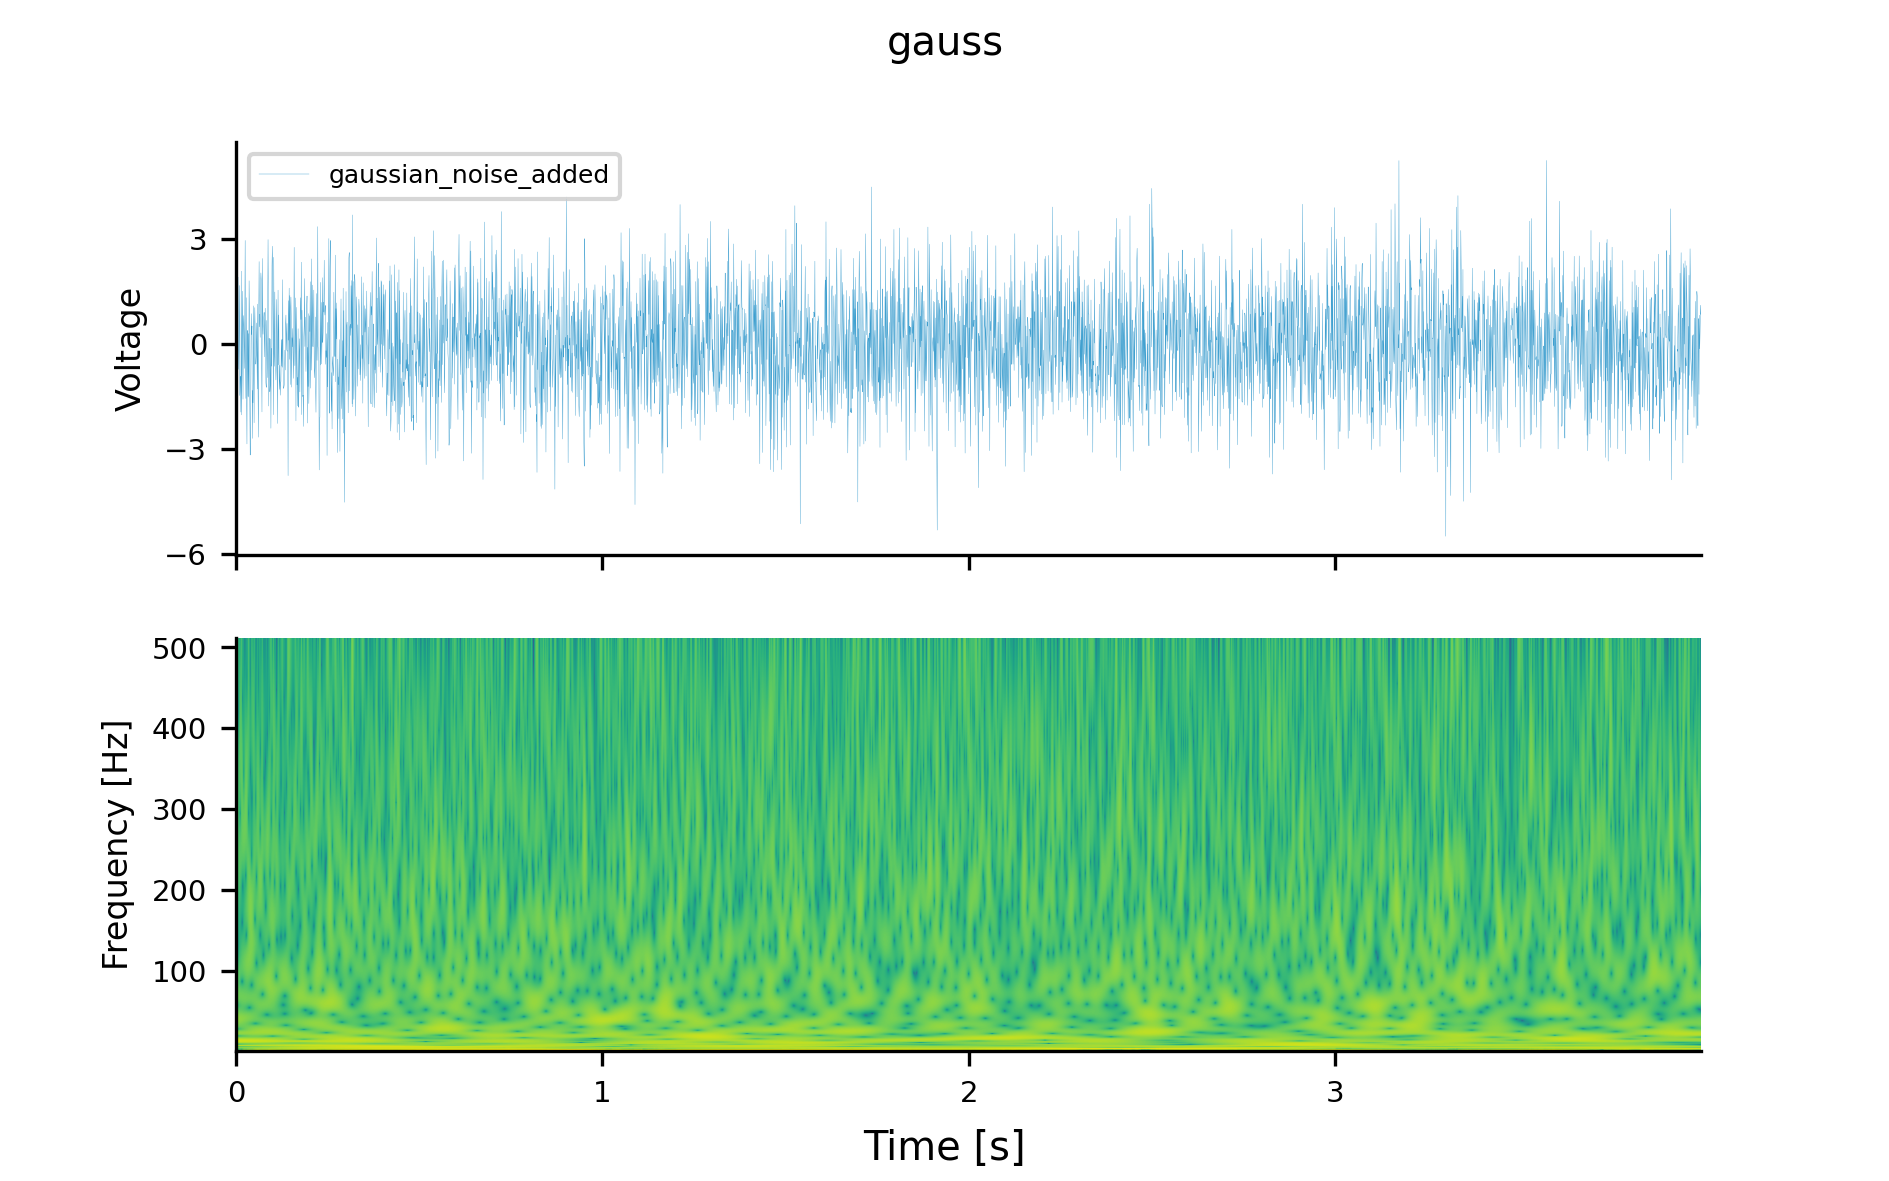 gauss
gaussian_noise_added
Voltage
3
0
−3
−6
Frequency [Hz]
500
400
300
200
100
0
1
2
3
Time [s]